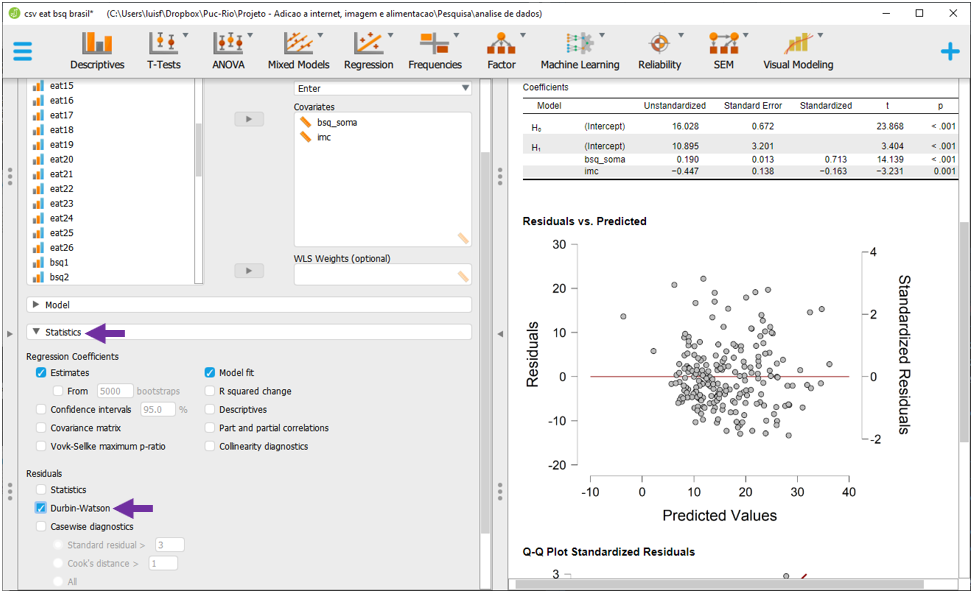 csv eat bsq brasil* (C:\Users\luisf\Dropbox\Puc-Rio\Projeto - Adicao a internet, imagem e alimentacao\Pesquisa\analise de dados)
Descriptives T-Tests ANOVA Mixed Models Regression Frequencies Factor Machine Learning Reliability SEM Visual Modeling
eat15
eat16
eat17
eat18
eat19
eat20
eat21
eat22
eat23
eat24
eat25
eat26
bsq1
bsq2
Enter
Covariates
bsq_soma
imc
WLS Weights (optional)
Model
Statistics
Regression Coefficients
Estimates
From 5000 bootstraps
Confidence intervals 95.0 %
Covariance matrix
Vovk-Sellke maximum p-ratio
Model fit
R squared change
Descriptives
Part and partial correlations
Collinearity diagnostics
Residuals
Statistics
Durbin-Watson
Casewise diagnostics
Standard residual > 3
Cook's distance > 1
All
Coefficients
Model Unstandardized Standard Error Standardized t p
H₀ (Intercept) 16.028 0.672 23.868 < .001
H₁ (Intercept) 10.895 3.201 3.404 < .001
bsq_soma 0.190 0.013 0.713 14.139 < .001
imc −0.447 0.138 −0.163 −3.231 0.001
Residuals vs. Predicted
30
20
10
0
-10
-20
Residuals
4
2
0
-2
Standardized Residuals
-10 0 10 20 30 40
Predicted Values
Q-Q Plot Standardized Residuals
3